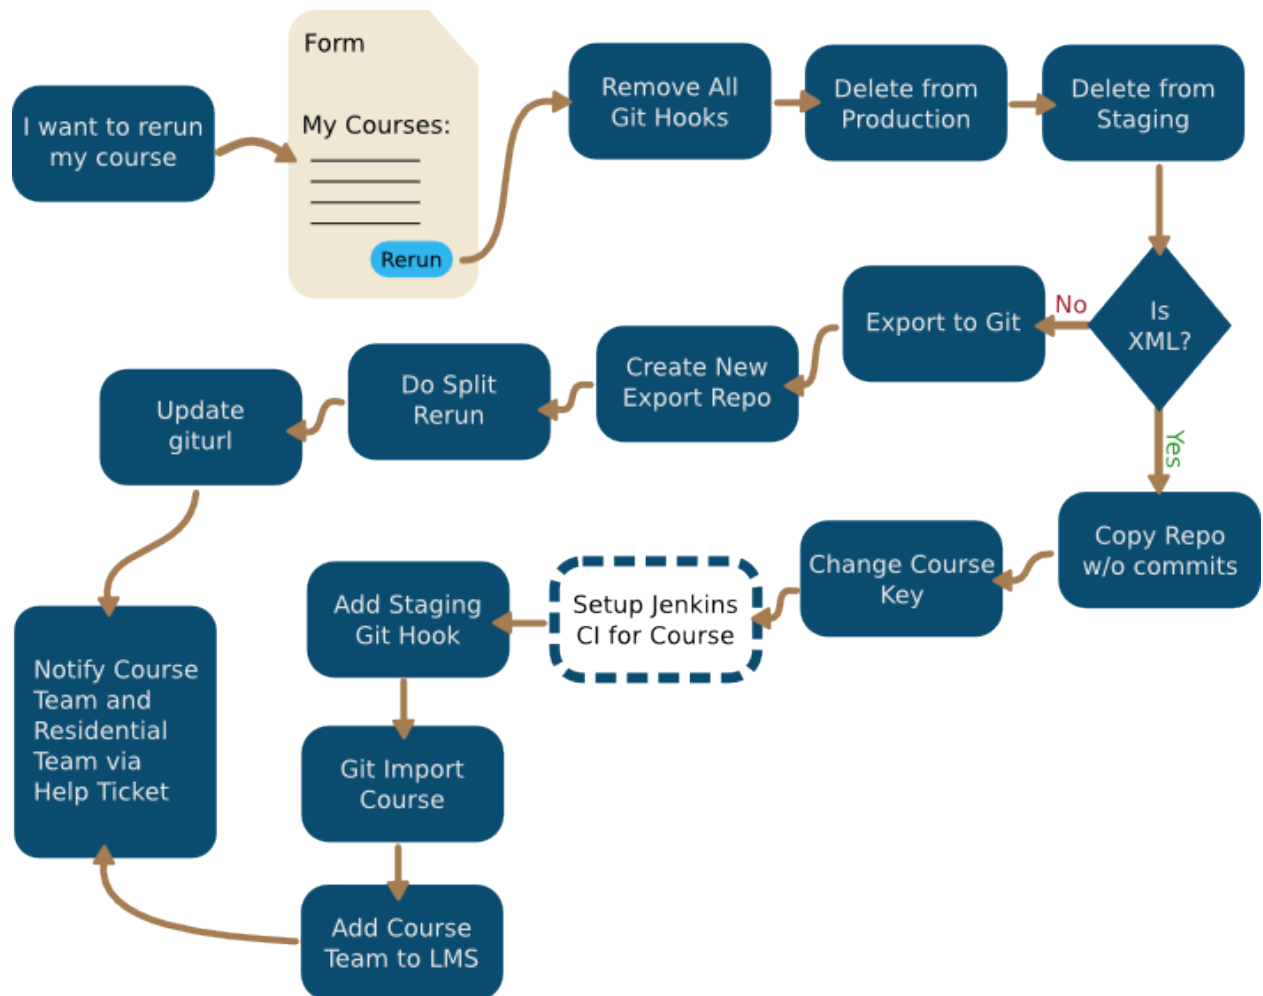 I want to rerun
my course
Form
My Courses:
Rerun
Remove All
Git Hooks
Delete from
Production
Delete from
Staging
Is
XML?
No
Export to Git
Create New
Export Repo
Do Split
Rerun
Update
giturl
Yes
Copy Repo
w/o commits
Change Course
Key
Setup Jenkins
CI for Course
Add Staging
Git Hook
Git Import
Course
Add Course
Team to LMS
Notify Course
Team and
Residential
Team via
Help Ticket